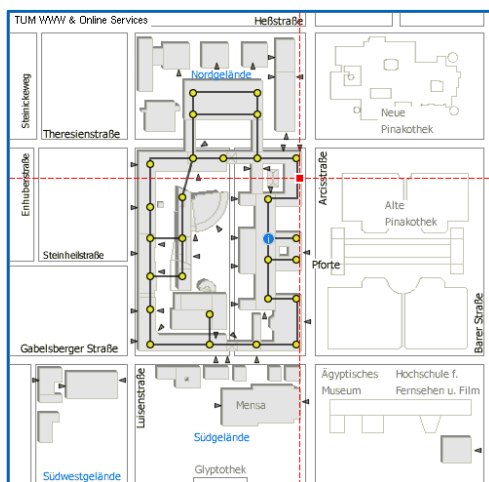 TUM WWW & Online Services
Heßstraße
Nordgelände
Steinickeweg
Theresienstraße
Neue
Pinakothek
Enhuberstraße
Arcisstraße
Alte
Pinakothek
Steinheilstraße
Pforte
Gabelsberger Straße
Barer Straße
Luisenstraße
Ägyptisches
Museum
Hochschule f.
Fernsehen u. Film
Mensa
Südgelände
Glyptothek
Südwestgelände